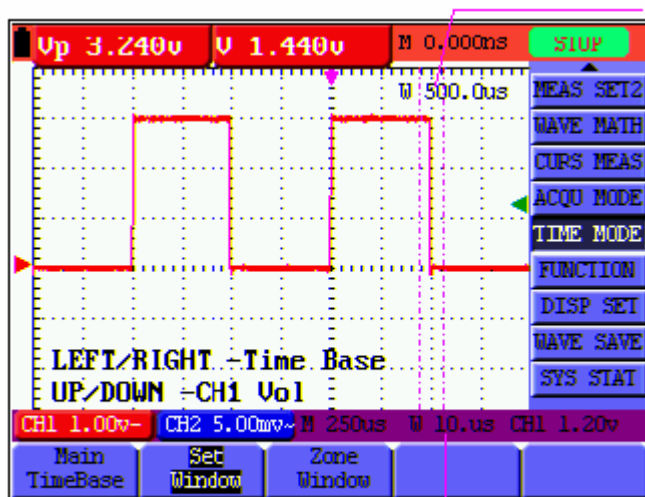 Vp 3.240v V 1.440v M 0.000ns STOP
W 500.0us
MEAS SET2
WAVE MATH
CURS MEAS
ACQU MODE
TIME MODE
FUNCTION
DISP SET
WAVE SAVE
SYS STAT
LEFT/RIGHT -Time Base
UP/DOWN -CH1 Vol
CH1 1.00v- CH2 5.00mv~ M 250us W 10.us CH1 1.20v
Main TimeBase
Set Window
Zone Window